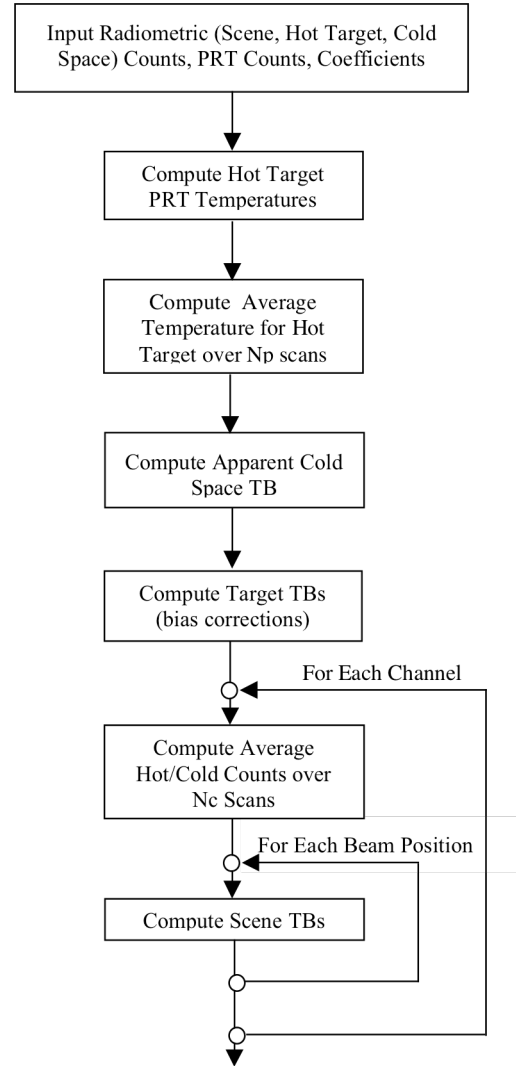 Input Radiometric (Scene, Hot Target, Cold
Space) Counts, PRT Counts, Coefficients
Compute Hot Target
PRT Temperatures
Compute Average
Temperature for Hot
Target over Np scans
Compute Apparent Cold
Space TB
Compute Target TBs
(bias corrections)
For Each Channel
Compute Average
Hot/Cold Counts over
Nc Scans
For Each Beam Position
Compute Scene TBs